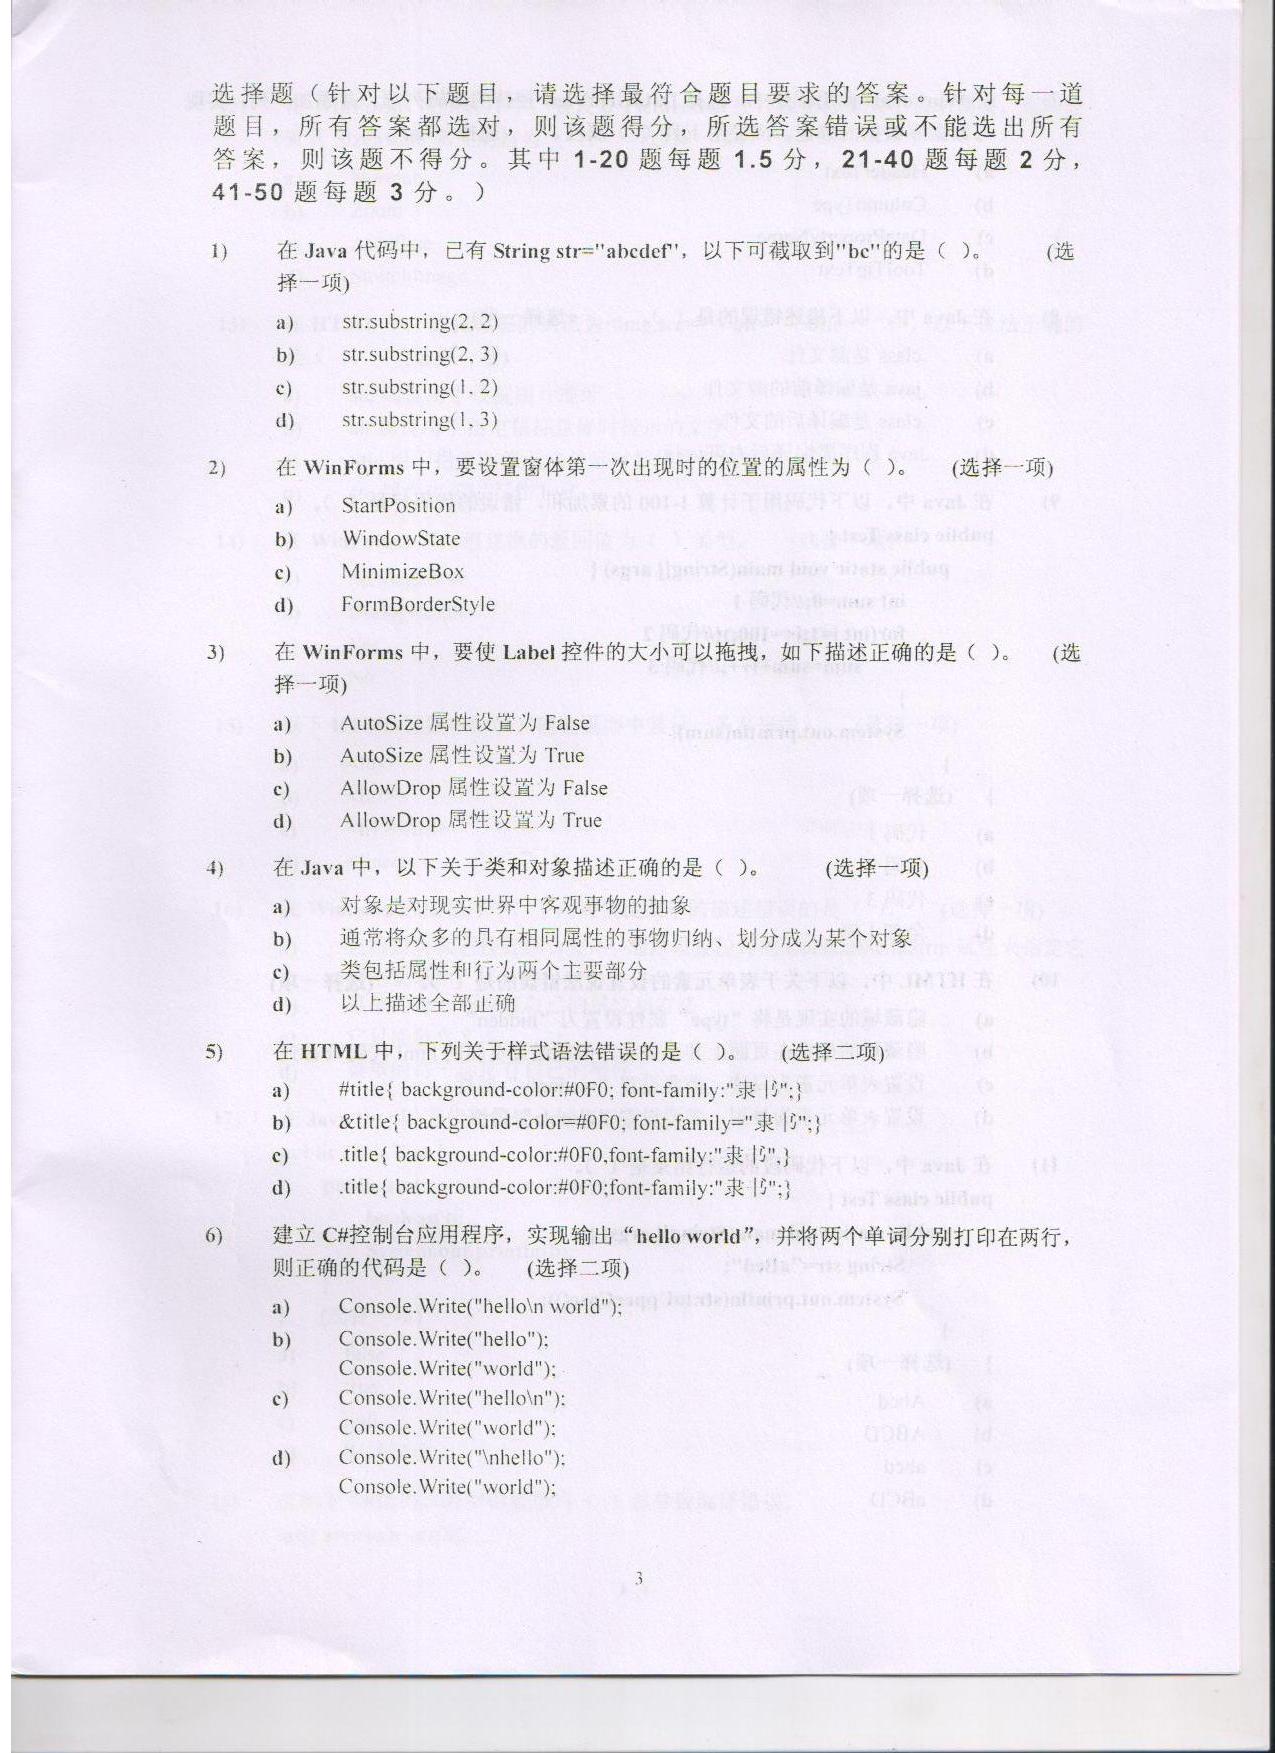 选择题（针对以下题目，请选择最符合题目要求的答案。针对每一道
题目，所有答案都选对，则该题得分，所选答案错误或不能选出所有
答案，则该题不得分。其中 1-20 题每题 1.5 分，21-40 题每题 2 分，
41-50 题每题 3 分。）
1) 在 Java 代码中，已有 String str="abcdef"，以下可截取到"bc"的是（ ）。 (选
择一项)
a) str.substring(2, 2)
b) str.substring(2, 3)
c) str.substring(1, 2)
d) str.substring(1, 3)
2) 在 WinForms 中，要设置窗体第一次出现时的位置的属性为（ ）。 (选择一项)
a) StartPosition
b) WindowState
c) MinimizeBox
d) FormBorderStyle
3) 在 WinForms 中，要使 Label 控件的大小可以拖拽，如下描述正确的是（ ）。 (选
择一项)
a) AutoSize 属性设置为 False
b) AutoSize 属性设置为 True
c) AllowDrop 属性设置为 False
d) AllowDrop 属性设置为 True
4) 在 Java 中，以下关于类和对象描述正确的是（ ）。 (选择一项)
a) 对象是对现实世界中客观事物的抽象
b) 通常将众多的具有相同属性的事物归纳、划分成为某个对象
c) 类包括属性和行为两个主要部分
d) 以上描述全部正确
5) 在 HTML 中，下列关于样式语法错误的是（ ）。 (选择二项)
a) #title{ background-color:#0F0; font-family:"隶书";}
b) &title{ background-color=#0F0; font-family="隶书";}
c) .title{ background-color:#0F0,font-family:"隶书",}
d) .title{ background-color:#0F0;font-family:"隶书";}
6) 建立 C#控制台应用程序，实现输出“hello world”，并将两个单词分别打印在两行，
则正确的代码是（ ）。 (选择二项)
a) Console.Write("hello\n world");
b) Console.Write("hello");
Console.Write("world");
c) Console.Write("hello\n");
Console.Write("world");
d) Console.Write("\nhello");
Console.Write("world");
3